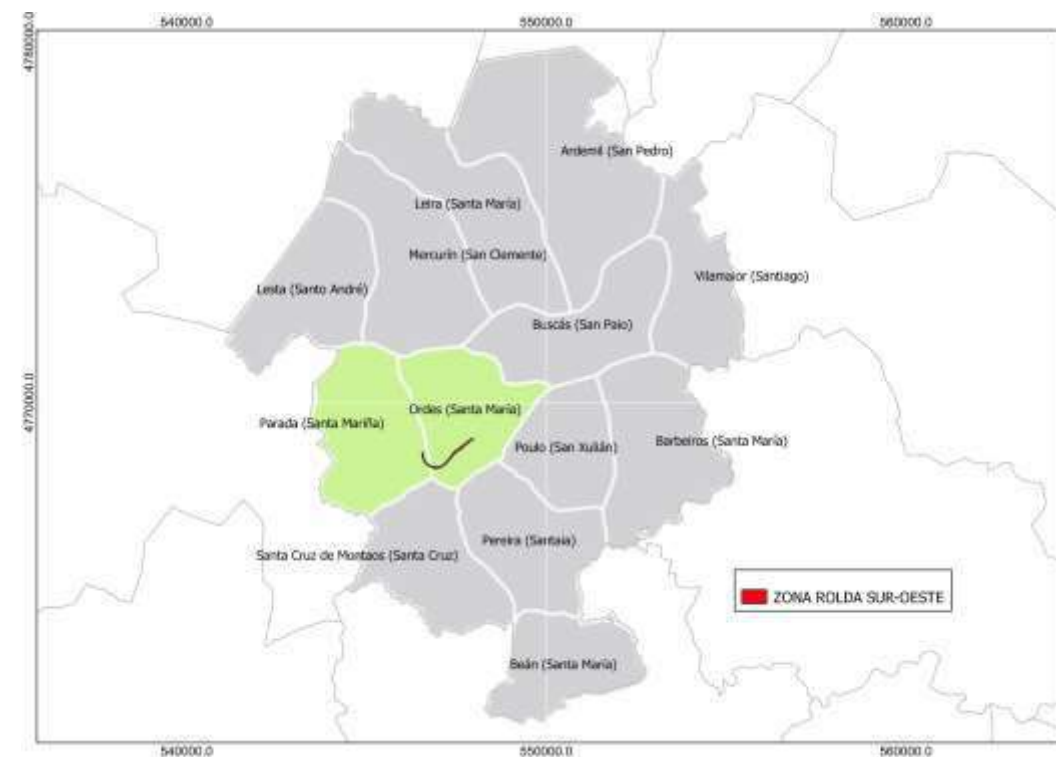 540000.0
550000.0
560000.0
4780000.0
Ardemil (San Pedro)
Leira (Santa María)
Mercurín (San Clemente)
Vilamaior (Santiago)
Lesta (Santo André)
Buscás (San Paio)
4770000.0
Ordes (Santa María)
Parada (Santa Mariña)
Barbeiros (Santa María)
Poulo (San Xulián)
Pereira (Santaia)
Santa Cruz de Montaos (Santa Cruz)
ZONA ROLDA SUR-OESTE
Beán (Santa María)
540000.0
550000.0
560000.0